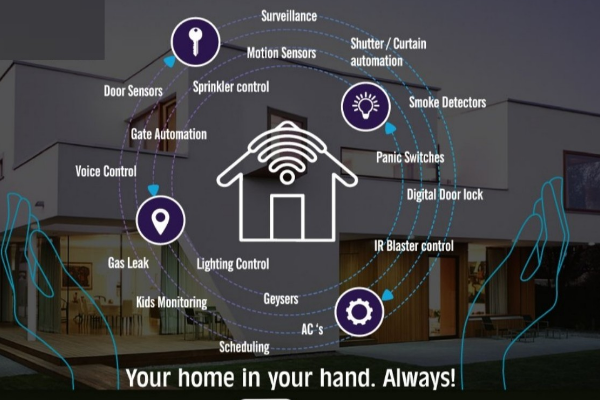 Surveillance
Motion Sensors
Shutter / Curtain
automation
Door Sensors
Sprinkler control
Smoke Detectors
Gate Automation
Panic Switches
Voice Control
Digital Door lock
IR Blaster control
Gas Leak
Lighting Control
Kids Monitoring
Geysers
AC 's
Scheduling
Your home in your hand. Always!